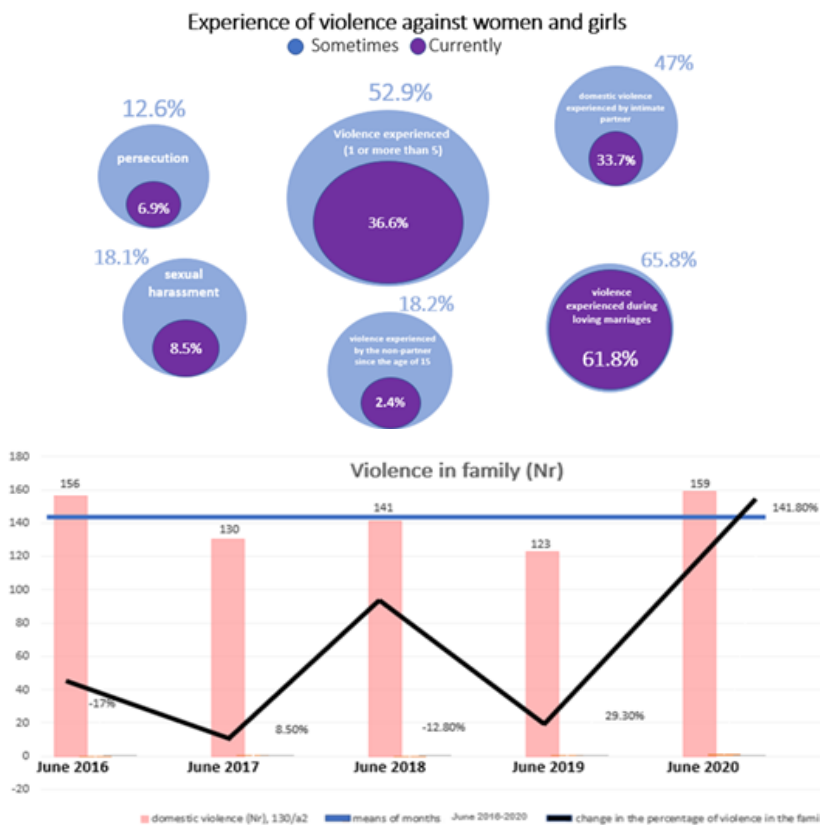 Experience of violence against women and girls
Sometimes Currently
12.6%
persecution
6.9%
52.9%
Violence experienced
(1 or more than 5)
36.6%
47%
domestic violence
experienced by intimate
partner
33.7%
18.1%
sexual
harassment
8.5%
18.2%
violence experienced
by the non-partner
since the age of 15
2.4%
65.8%
violence
experienced during
loving marriages
61.8%
Violence in family (Nr)
180
160
140
120
100
80
60
40
20
0
-20
156
130
141
123
159
141.80%
-17%
8.50%
-12.80%
29.30%
June 2016
June 2017
June 2018
June 2019
June 2020
domestic violence (Nr), 130/a2 means of months June 2016-2020 change in the percentage of violence in the fami